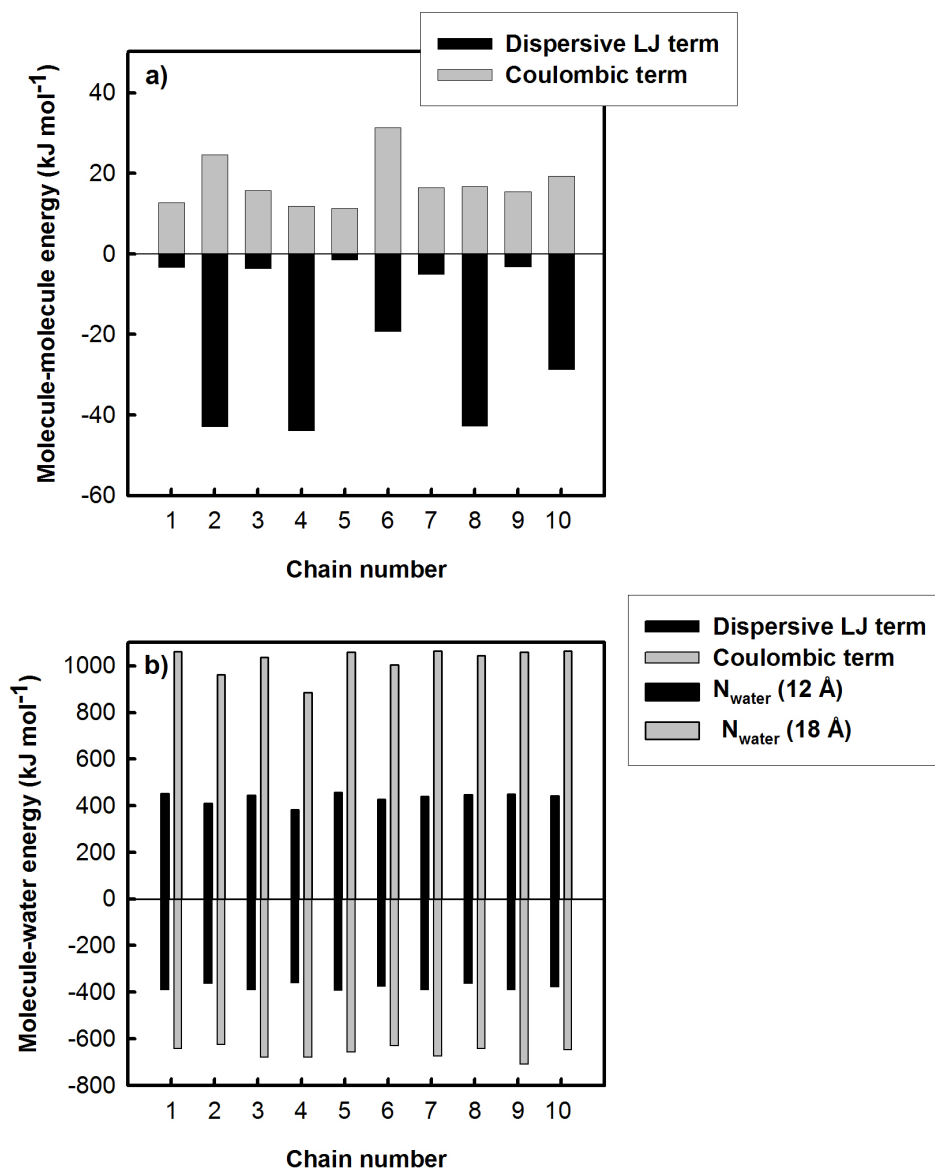 Dispersive LJ term
Coulombic term
a)
Molecule-molecule energy (kJ mol⁻¹)
40
20
0
-20
-40
-60
1 2 3 4 5 6 7 8 9 10
Chain number
Dispersive LJ term
Coulombic term
N_water (12 Å)
N_water (18 Å)
b)
Molecule-water energy (kJ mol⁻¹)
1000
800
600
400
200
0
-200
-400
-600
-800
1 2 3 4 5 6 7 8 9 10
Chain number